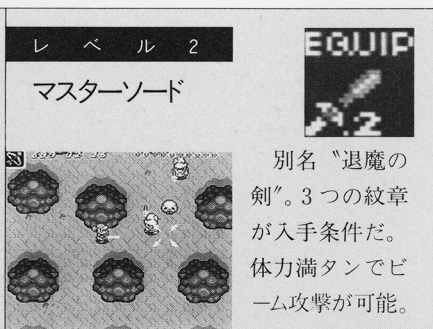 レベル2
マスターソード
EQUIP
.2
別名〝退魔の
剣〟。3つの紋章
が入手条件だ。
体力満タンでビ
ーム攻撃が可能。